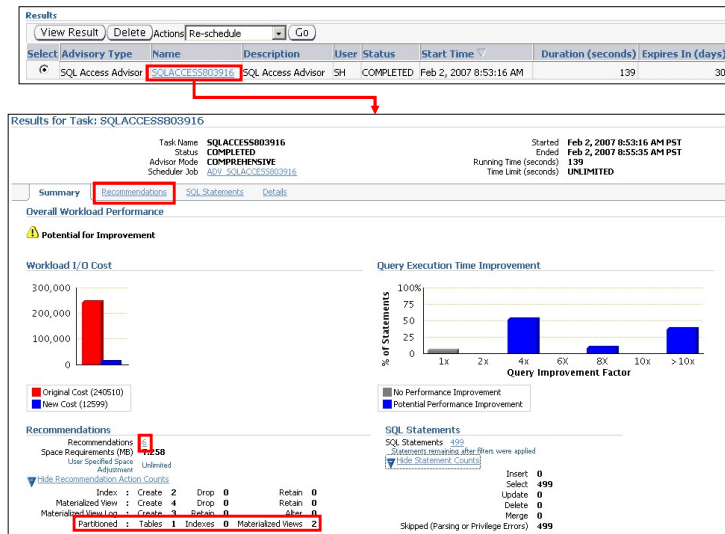 Results
View Result Delete Actions Re-schedule Go
Select Advisory Type Name Description User Status Start Time Duration (seconds) Expires In (days)
SQL Access Advisor SQLACCESS803916 SQL Access Advisor SH COMPLETED Feb 2, 2007 8:53:16 AM 139 30
Results for Task: SQLACCESS803916
Task Name SQLACCESS803916 Started Feb 2, 2007 8:53:16 AM PST
Status COMPLETED Ended Feb 2, 2007 8:55:35 AM PST
Advisor Mode COMPREHENSIVE Running Time (seconds) 139
Scheduler Job ADV_SQLACCESS803916 Time Limit (seconds) UNLIMITED
Summary Recommendations SQL Statements Details
Overall Workload Performance
Potential for Improvement
Workload I/O Cost
300,000
200,000
100,000
0
Original Cost (240510)
New Cost (12599)
Query Execution Time Improvement
% of Statements
100%
75
50
25
0
1x 2x 4x 6X 8X 10x >10x
Query Improvement Factor
No Performance Improvement
Potential Performance Improvement
Recommendations
Recommendations 6
Space Requirements (MB) 7.258
User Specified Space Adjustment Unlimited
Hide Recommendation Action Counts
Index : Create 2 Drop 0 Retain 0
Materialized View : Create 4 Drop 0 Retain 0
Materialized View Log : Create 3 Retain 0 Alter 0
Partitioned : Tables 1 Indexes 0 Materialized Views 2
SQL Statements
SQL Statements 499
Statements remaining after filters were applied
Hide Statement Counts
Insert 0
Select 499
Update 0
Delete 0
Merge 0
Skipped (Parsing or Privilege Errors) 499